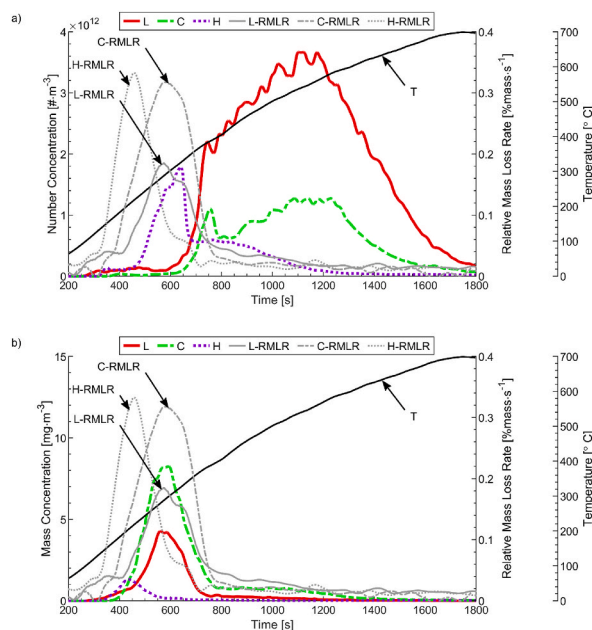 a)
L C H L-RMLR C-RMLR H-RMLR
×10¹²
4
3
2
1
0
Number Concentration [#·m⁻³]
C-RMLR
H-RMLR
L-RMLR
T
0.4
0.3
0.2
0.1
0
Relative Mass Loss Rate [%mass·s⁻¹]
700
600
500
400
300
200
100
0
Temperature [° C]
200 400 600 800 1000 1200 1400 1600 1800
Time [s]
b)
L C H L-RMLR C-RMLR H-RMLR
15
10
5
0
Mass Concentration [mg·m⁻³]
C-RMLR
H-RMLR
L-RMLR
T
0.4
0.3
0.2
0.1
0
Relative Mass Loss Rate [%mass·s⁻¹]
700
600
500
400
300
200
100
0
Temperature [° C]
200 400 600 800 1000 1200 1400 1600 1800
Time [s]